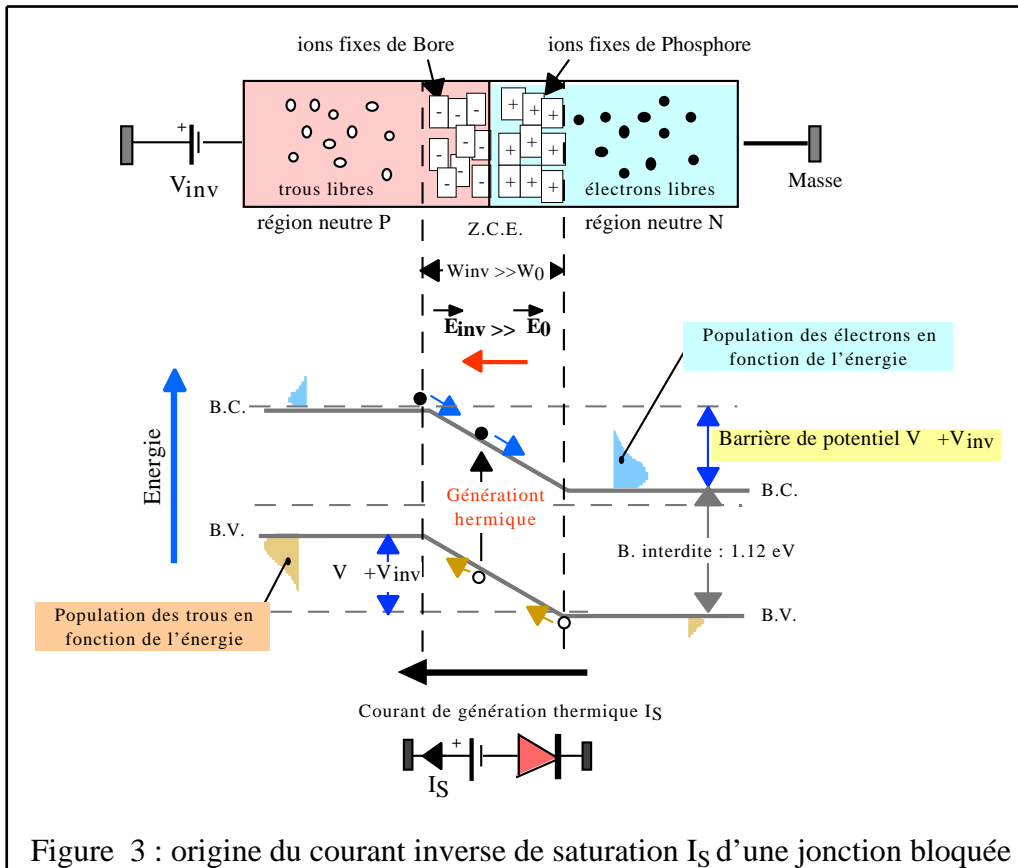 ions fixes de Bore
ions fixes de Phosphore
+
Vinv
- - - - - - - - -
+ + + + + + + + +
trous libres
électrons libres
Masse
région neutre P
région neutre N
Z.C.E.
Winv >>W0
Einv >> E0
Population des électrons en
fonction de l'énergie
B.C.
Energie
Barrière de potentiel V +Vinv
B.C.
Générationt
hermique
B.V.
B. interdite : 1.12 eV
V +Vinv
Population des trous en
fonction de l'énergie
B.V.
Courant de génération thermique IS
+
IS
Figure 3 : origine du courant inverse de saturation IS d'une jonction bloquée